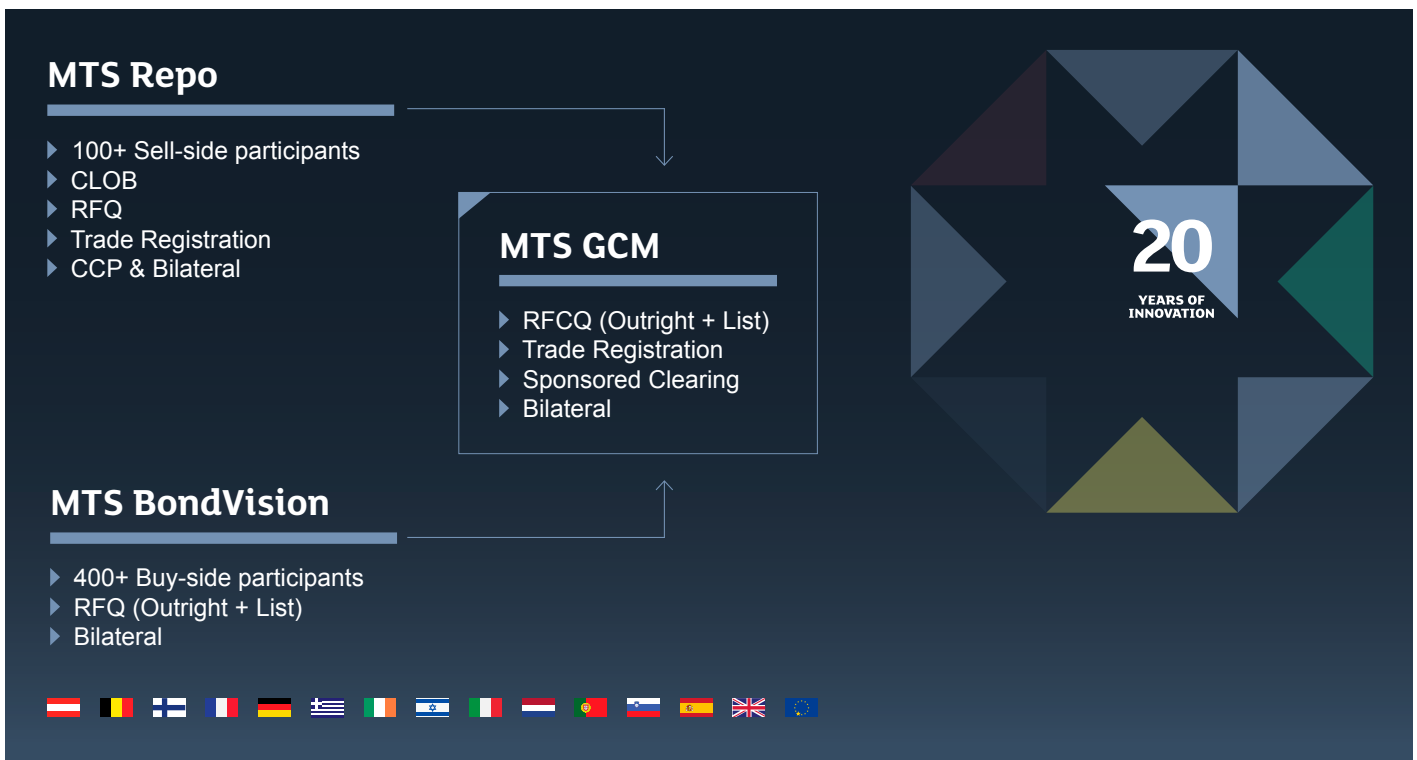 MTS Repo
100+ Sell-side participants
CLOB
RFQ
Trade Registration
CCP & Bilateral
MTS GCM
RFCQ (Outright + List)
Trade Registration
Sponsored Clearing
Bilateral
MTS BondVision
400+ Buy-side participants
RFQ (Outright + List)
Bilateral
20
YEARS OF
INNOVATION